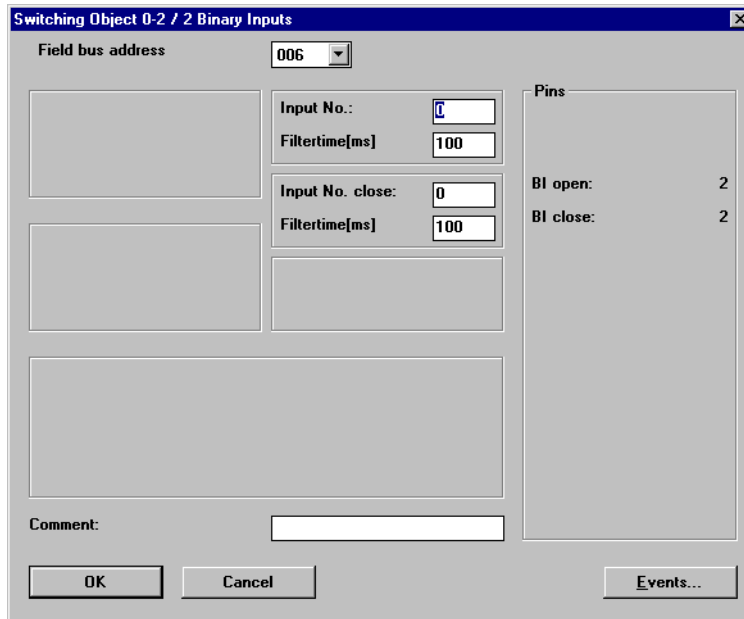 Switching Object 0-2 / 2 Binary Inputs
Field bus address 006
Input No.: 0
Filtertime[ms] 100
Input No. close: 0
Filtertime[ms] 100
Pins
BI open: 2
BI close: 2
Comment:
OK Cancel Events...